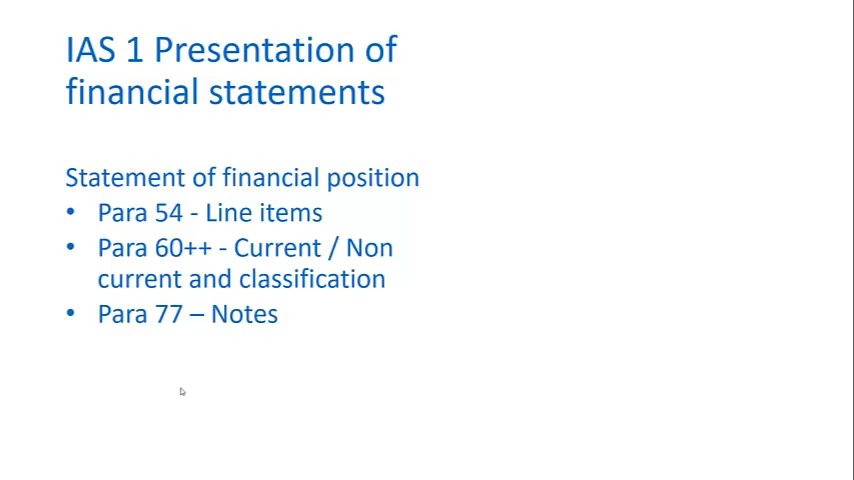 IAS 1 Presentation of
financial statements
Statement of financial position
• Para 54 - Line items
• Para 60++ - Current / Non
current and classification
• Para 77 – Notes